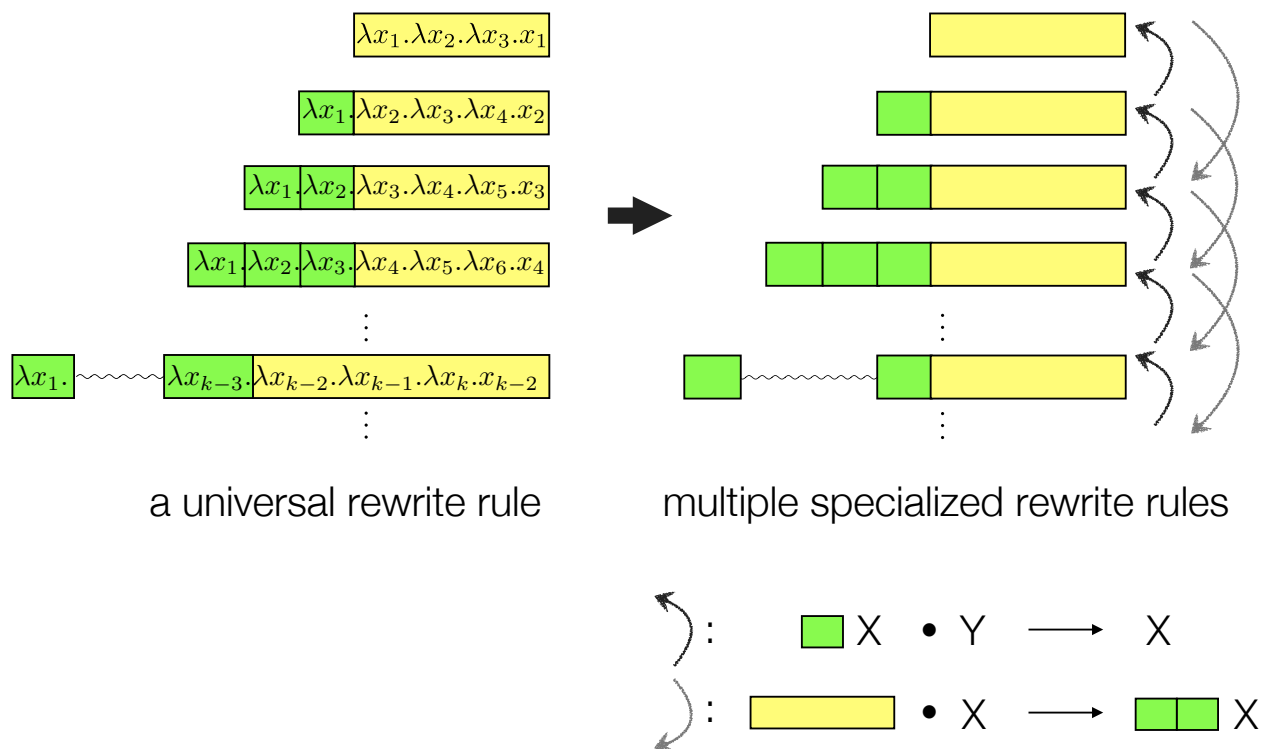 λx₁.λx₂.λx₃.x₁
λx₁.λx₂.λx₃.λx₄.x₂
λx₁.λx₂.λx₃.λx₄.λx₅.x₃
λx₁.λx₂.λx₃.λx₄.λx₅.λx₆.x₄
⋮ ⋮
λx₁. λxₖ₋₃.λxₖ₋₂.λxₖ₋₁.λxₖ.xₖ₋₂
⋮ ⋮
a universal rewrite rule
multiple specialized rewrite rules
: X • Y ⟶ X
: • X ⟶ X